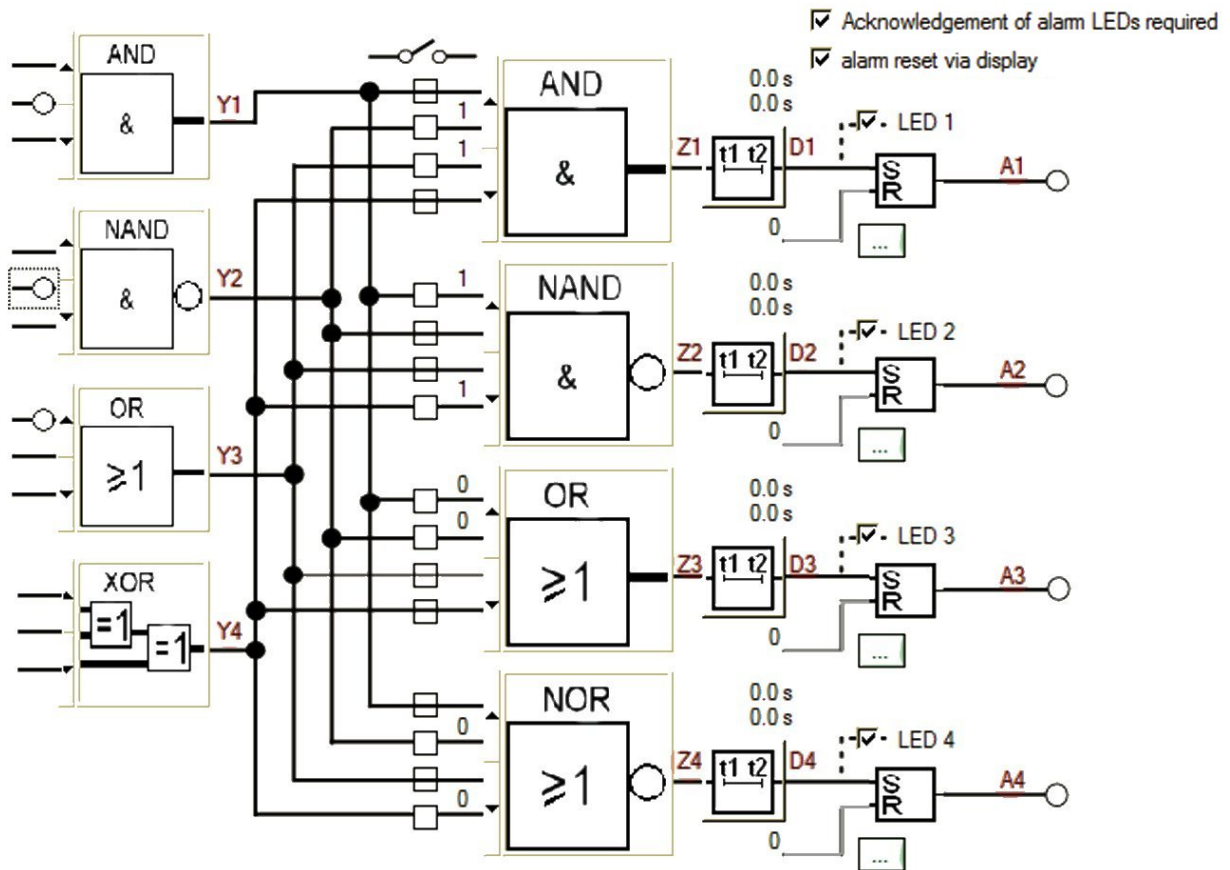 Acknowledgement of alarm LEDs required
alarm reset via display
AND
&
Y1
NAND
&
Y2
OR
≥1
Y3
XOR
=1
=1
Y4
1
1
AND
&
Z1
0.0 s
0.0 s
t1 t2
D1
LED 1
S
R
A1
0
...
1
1
NAND
&
Z2
0.0 s
0.0 s
t1 t2
D2
LED 2
S
R
A2
0
...
0
0
OR
≥1
Z3
0.0 s
0.0 s
t1 t2
D3
LED 3
S
R
A3
0
...
0
0
NOR
≥1
Z4
0.0 s
0.0 s
t1 t2
D4
LED 4
S
R
A4
0
...